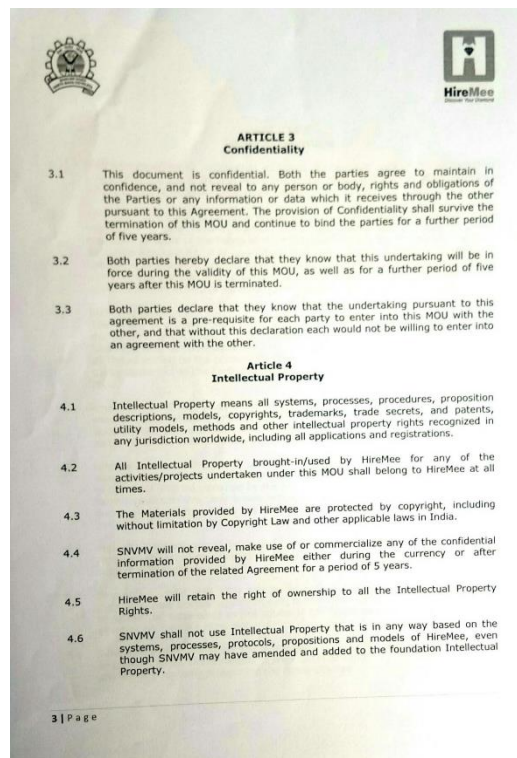 HireMee
Discover Your Diamond
ARTICLE 3
Confidentiality
3.1 This document is confidential. Both the parties agree to maintain in
confidence, and not reveal to any person or body, rights and obligations of
the Parties or any information or data which it receives through the other
pursuant to this Agreement. The provision of Confidentiality shall survive the
termination of this MOU and continue to bind the parties for a further period
of five years.
3.2 Both parties hereby declare that they know that this undertaking will be in
force during the validity of this MOU, as well as for a further period of five
years after this MOU is terminated.
3.3 Both parties declare that they know that the undertaking pursuant to this
agreement is a pre-requisite for each party to enter into this MOU with the
other, and that without this declaration each would not be willing to enter into
an agreement with the other.
Article 4
Intellectual Property
4.1 Intellectual Property means all systems, processes, procedures, proposition
descriptions, models, copyrights, trademarks, trade secrets, and patents,
utility models, methods and other intellectual property rights recognized in
any jurisdiction worldwide, including all applications and registrations.
4.2 All Intellectual Property brought-in/used by HireMee for any of the
activities/projects undertaken under this MOU shall belong to HireMee at all
times.
4.3 The Materials provided by HireMee are protected by copyright, including
without limitation by Copyright Law and other applicable laws in India.
4.4 SNVMV will not reveal, make use of or commercialize any of the confidential
information provided by HireMee either during the currency or after
termination of the related Agreement for a period of 5 years.
4.5 HireMee will retain the right of ownership to all the Intellectual Property
Rights.
4.6 SNVMV shall not use Intellectual Property that is in any way based on the
systems, processes, protocols, propositions and models of HireMee, even
though SNVMV may have amended and added to the foundation Intellectual
Property.
3 | Page